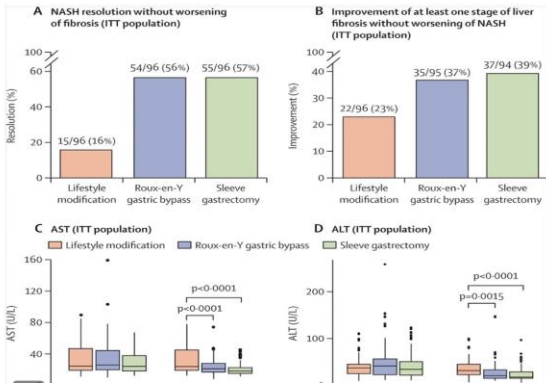 A NASH resolution without worsening
of fibrosis (ITT population)
100
60
40
20
0
Resolution (%)
15/96 (16%)
54/96 (56%)
55/96 (57%)
Lifestyle
modification
Roux-en-Y
gastric bypass
Sleeve
gastrectomy
B Improvement of at least one stage of liver
fibrosis without worsening of NASH
(ITT population)
100
40
30
20
10
0
Improvement (%)
22/96 (23%)
35/95 (37%)
37/94 (39%)
Lifestyle
modification
Roux-en-Y
gastric bypass
Sleeve
gastrectomy
C AST (ITT population)
D ALT (ITT population)
Lifestyle modification Roux-en-Y gastric bypass Sleeve gastrectomy
160
120
80
40
AST (U/L)
p<0·0001
p<0·0001
200
100
ALT (U/L)
p<0·0001
p=0·0015